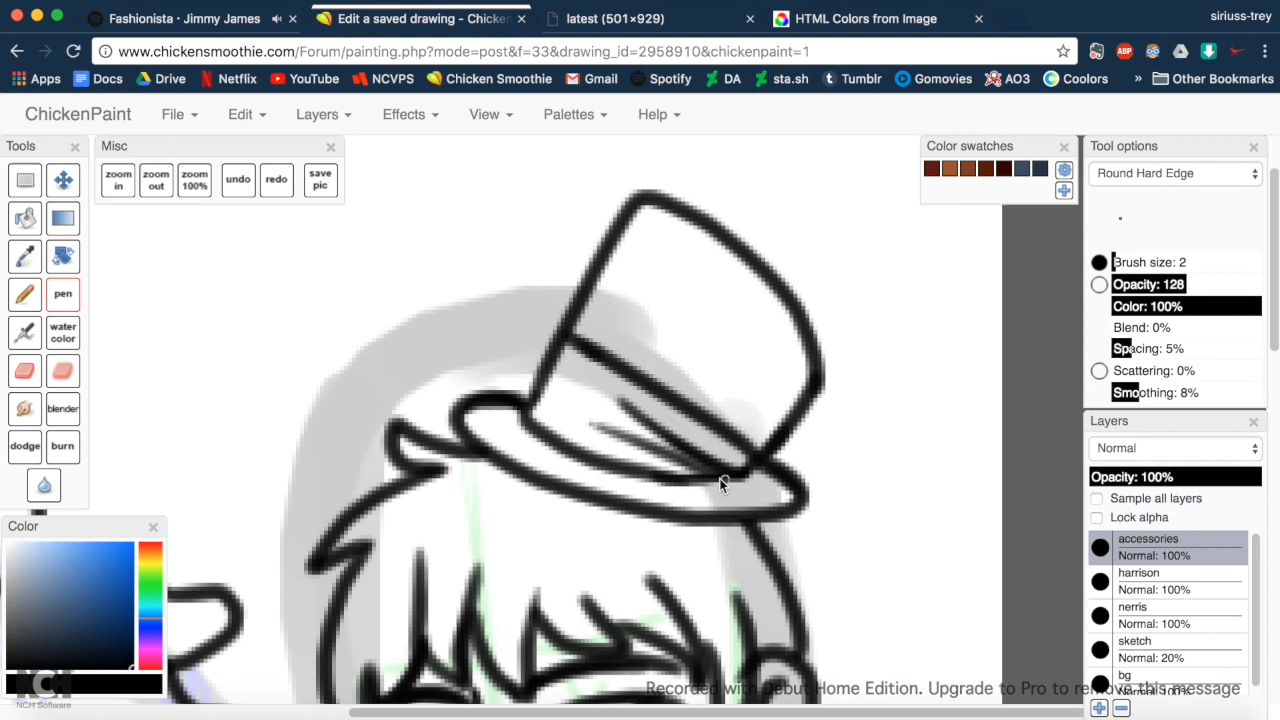 Fashionista · Jimmy James
Edit a saved drawing - Chicken
latest (501×929)
HTML Colors from Image
siriuss-trey
www.chickensmoothie.com/Forum/painting.php?mode=post&f=33&drawing_id=2958910&chickenpaint=1
ABP
Apps Docs Drive Netflix YouTube NCVPS Chicken Smoothie Gmail Spotify DA sta.sh Tumblr Gomovies AO3 Coolors » Other Bookmarks
ChickenPaint File Edit Layers Effects View Palettes Help
Tools
Misc
zoom in
zoom out
zoom 100%
undo
redo
save pic
pen
water color
blender
dodge
burn
Color
Color swatches
Tool options
Round Hard Edge
Brush size: 2
Opacity: 128
Color: 100%
Blend: 0%
Spacing: 5%
Scattering: 0%
Smoothing: 8%
Layers
Normal
Opacity: 100%
Sample all layers
Lock alpha
accessories
Normal: 100%
harrison
Normal: 100%
nerris
Normal: 100%
sketch
Normal: 20%
bg
Normal: 100%
NCH Software
Recorded with Debut Home Edition. Upgrade to Pro to remove this message